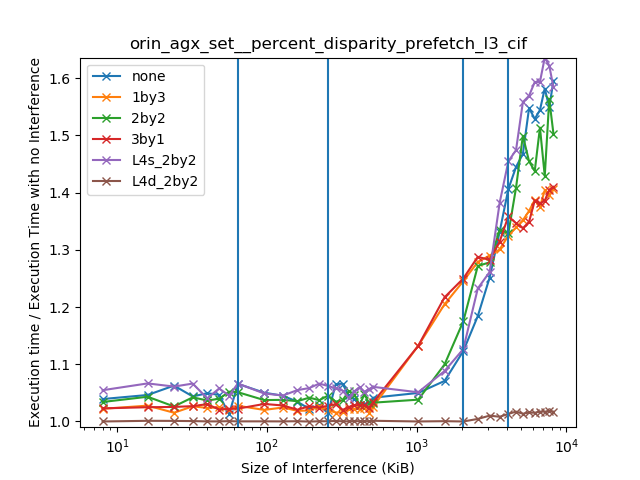 orin_agx_set__percent_disparity_prefetch_l3_cif
Execution time / Execution Time with no Interference
1.6
1.5
1.4
1.3
1.2
1.1
1.0
none
1by3
2by2
3by1
L4s_2by2
L4d_2by2
10¹ 10² 10³ 10⁴
Size of Interference (KiB)